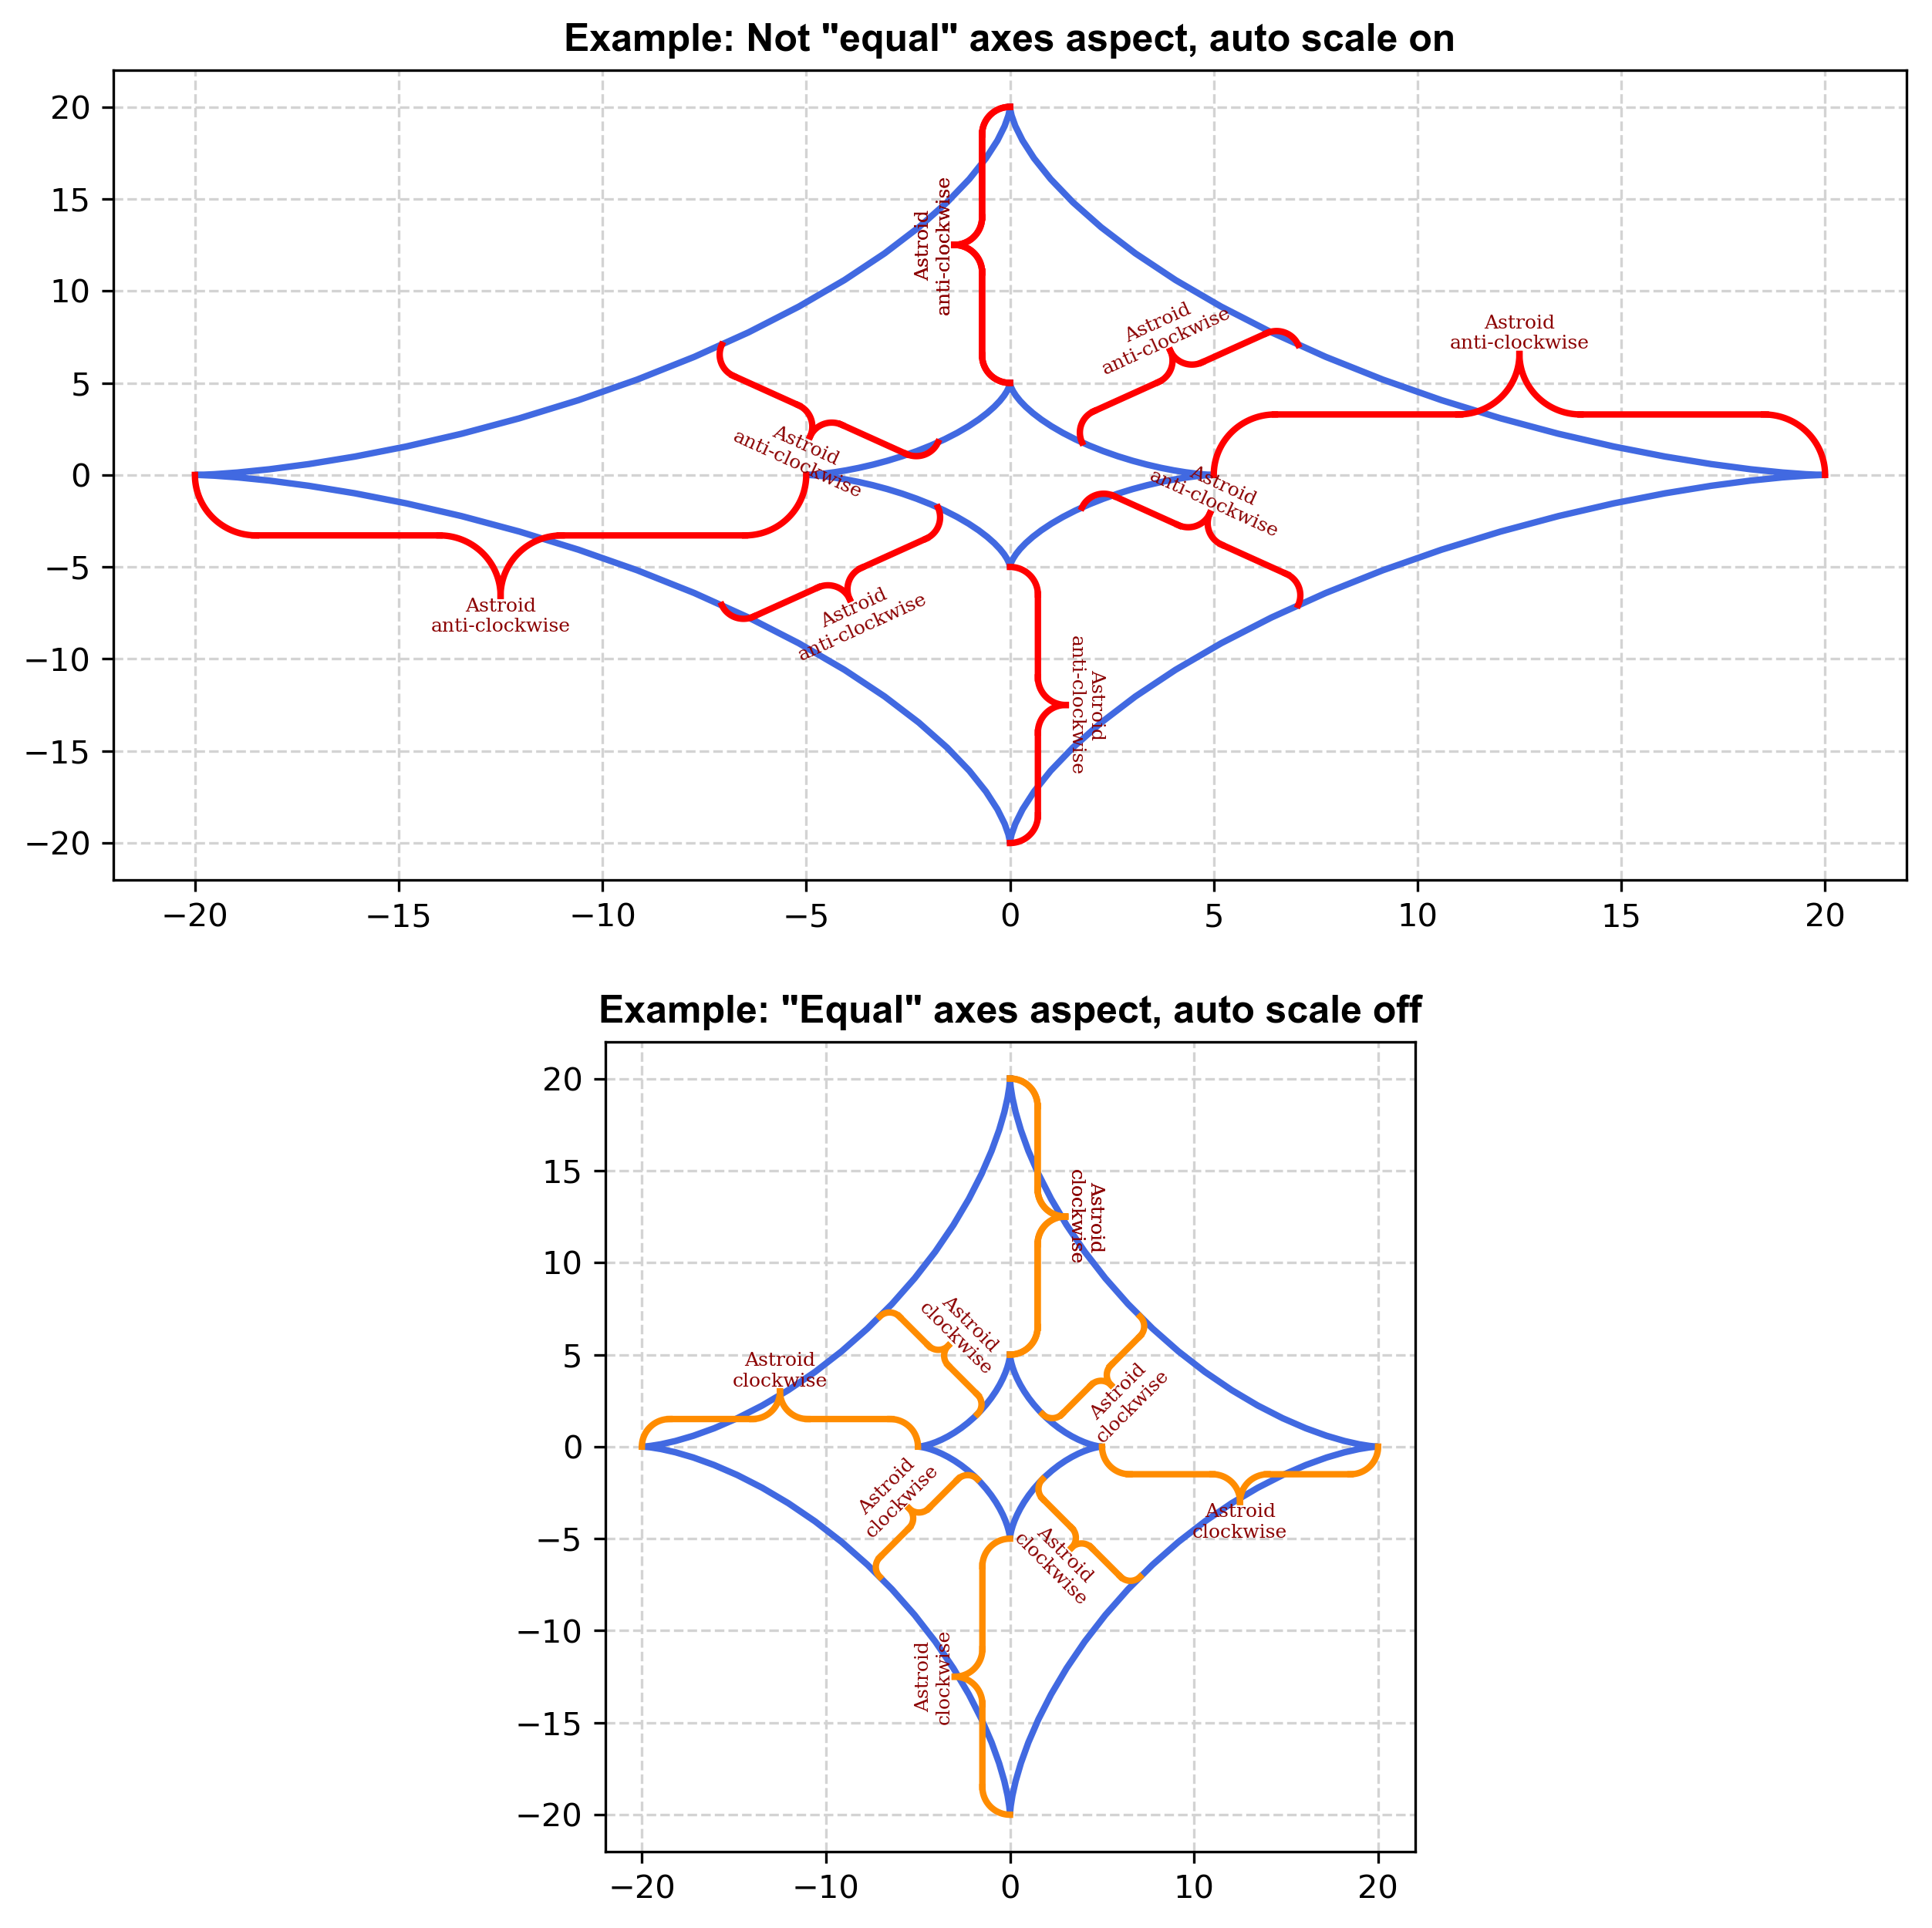 Example: Not "equal" axes aspect, auto scale on
20
15
10
5
0
−5
−10
−15
−20
−20
−15
−10
−5
0
5
10
15
20
Astroid
anti-clockwise
Astroid
anti-clockwise
Astroid
anti-clockwise
Astroid
anti-clockwise
Astroid
anti-clockwise
Astroid
anti-clockwise
Astroid
anti-clockwise
Astroid
anti-clockwise
Example: "Equal" axes aspect, auto scale off
20
15
10
5
0
−5
−10
−15
−20
−20
−10
0
10
20
Astroid
clockwise
Astroid
clockwise
Astroid
clockwise
Astroid
clockwise
Astroid
clockwise
Astroid
clockwise
Astroid
clockwise
Astroid
clockwise